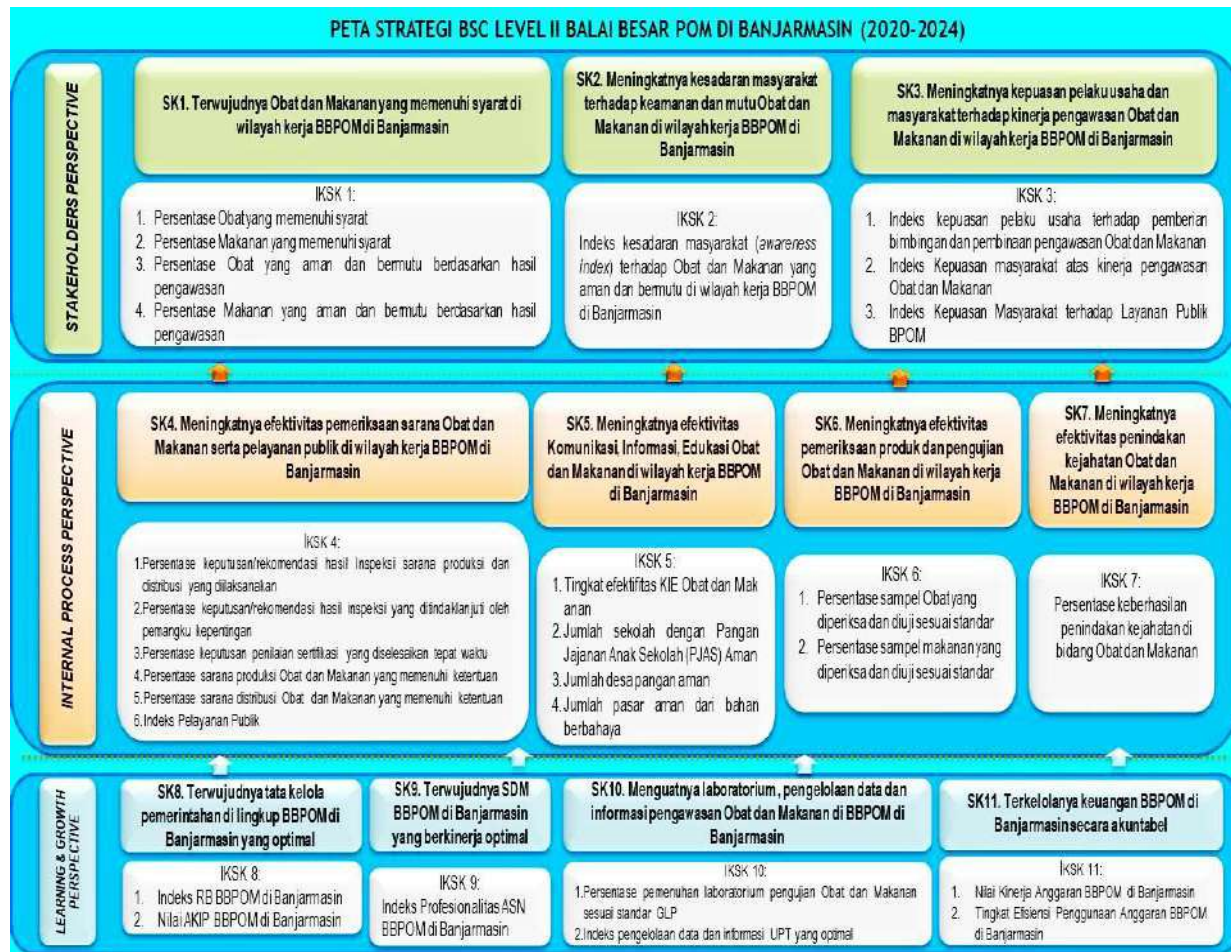 PETA STRATEGI BSC LEVEL II BALAI BESAR POM DI BANJARMASIN (2020-2024)
STAKEHOLDERS PERSPECTIVE
SK1. Terwujudnya Obat dan Makanan yang memenuhi syarat di
wilayah kerja BBPOM di Banjarmasin
IKSK 1:
1. Persentase Obat yang memenuhi syarat
2. Persentase Makanan yang memenuhi syarat
3. Persentase Obat yang aman dan bermutu berdasarkan hasil
pengawasan
4. Persentase Makanan yang aman dan bermutu berdasarkan hasil
pengawasan
SK2. Meningkatnya kesadaran masyarakat
terhadap keamanan dan mutu Obat dan
Makanan di wilayah kerja BBPOM di
Banjarmasin
IKSK 2:
Indeks kesadaran masyarakat (awareness
index) terhadap Obat dan Makanan yang
aman dan bermutu di wilayah kerja BBPOM
di Banjarmasin
SK3. Meningkatnya kepuasan pelaku usaha dan
masyarakat terhadap kinerja pengawasan Obat dan
Makanan di wilayah kerja BBPOM di Banjarmasin
IKSK 3:
1. Indeks kepuasan pelaku usaha terhadap pemberian
bimbingan dan pembinaan pengawasan Obat dan Makanan
2. Indeks Kepuasan masyarakat atas kinerja pengawasan
Obat dan Makanan
3. Indeks Kepuasan Masyarakat terhadap Layanan Publik
BPOM
INTERNAL PROCESS PERSPECTIVE
SK4. Meningkatnya efektivitas pemeriksaan sarana Obat dan
Makanan serta pelayanan publik di wilayah kerja BBPOM di
Banjarmasin
IKSK 4:
1.Persentase keputusan/rekomendasi hasil Inspeksi sarana produksi dan
distribusi yang dilaksanakan
2.Persentase keputusan/rekomendasi hasil inspeksi yang ditindaklanjuti oleh
pemangku kepentingan
3.Persentase keputusan penilaian sertifikasi yang diselesaikan tepat waktu
4.Persentase sarana produksi Obat dan Makanan yang memenuhi ketentuan
5.Persentase sarana distribusi Obat dan Makanan yang memenuhi ketentuan
6.Indeks Pelayanan Publik
SK5. Meningkatnya efektivitas
Komunikasi, Informasi, Edukasi Obat
dan Makanan di wilayah kerja BBPOM
di Banjarmasin
IKSK 5:
1. Tingkat efektifitas KIE Obat dan Mak
anan
2. Jumlah sekolah dengan Pangan
Jajanan Anak Sekolah (PJAS) Aman
3. Jumlah desa pangan aman
4. Jumlah pasar aman dari bahan
berbahaya
SK6. Meningkatnya efektivitas
pemeriksaan produk dan pengujian
Obat dan Makanan di wilayah kerja
BBPOM di Banjarmasin
IKSK 6:
1. Persentase sampel Obat yang
diperiksa dan diuji sesuai standar
2. Persentase sampel makanan yang
diperiksa dan diuji sesuai standar
SK7. Meningkatnya
efektivitas penindakan
kejahatan Obat dan
Makanan di wilayah kerja
BBPOM di Banjarmasin
IKSK 7:
Persentase keberhasilan
penindakan kejahatan di
bidang Obat dan Makanan
LEARNING & GROWTH
PERSPECTIVE
SK8. Terwujudnya tata kelola
pemerintahan di lingkup BBPOM di
Banjarmasin yang optimal
IKSK 8:
1. Indeks RB BBPOM di Banjarmasin
2. Nilai AKIP BBPOM di Banjarmasin
SK9. Terwujudnya SDM
BBPOM di Banjarmasin
yang berkinerja optimal
IKSK 9:
Indeks Profesionalitas ASN
BBPOM di Banjarmasin
SK10. Menguatnya laboratorium, pengelolaan data dan
informasi pengawasan Obat dan Makanan di BBPOM di
Banjarmasin
IKSK 10:
1.Persentase pemenuhan laboratorium pengujian Obat dan Makanan
sesuai standar GLP
2.Indeks pengelolaan data dan informasi UPT yang optimal
SK11. Terkelolanya keuangan BBPOM di
Banjarmasin secara akuntabel
IKSK 11:
1. Nilai Kinerja Anggaran BBPOM di Banjarmasin
2. Tingkat Efisiensi Penggunaan Anggaran BBPOM
di Banjarmasin